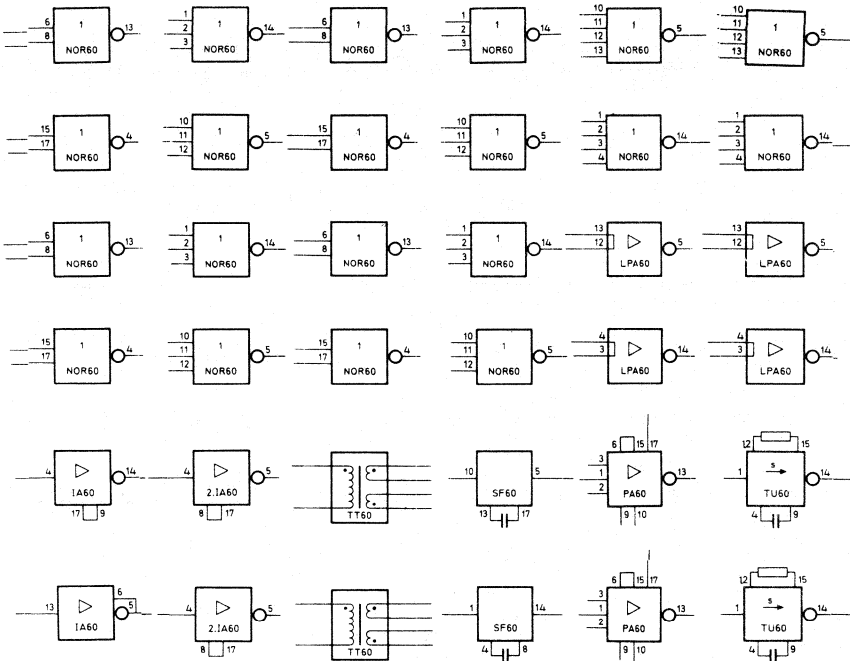 6 8 1 NOR60 13
1 2 3 1 NOR60 14
6 8 1 NOR60 13
1 2 3 1 NOR60 14
10 11 12 13 1 NOR60 5
10 11 12 13 1 NOR60 5
15 17 1 NOR60 4
10 11 12 1 NOR60 5
15 17 1 NOR60 4
10 11 12 1 NOR60 5
1 2 3 4 1 NOR60 14
1 2 3 4 1 NOR60 14
6 8 1 NOR60 13
1 2 3 1 NOR60 14
6 8 1 NOR60 13
1 2 3 1 NOR60 14
13 12 LPA60 5
13 12 LPA60 5
15 17 1 NOR60 4
10 11 12 1 NOR60 5
15 17 1 NOR60 4
10 11 12 1 NOR60 5
4 3 LPA60 14
4 3 LPA60 14
4 IA60 14 17 9
4 2.IA60 5 8 17
TT60
10 SF60 5 13 17
6 15 17 3 1 2 PA60 13 9 10
12 15 1 s TU60 14 4 9
13 IA60 6 5
4 2.IA60 5 8 17
TT60
1 SF60 14 4 8
6 15 17 3 1 2 PA60 13 9 10
12 15 1 s TU60 14 4 9